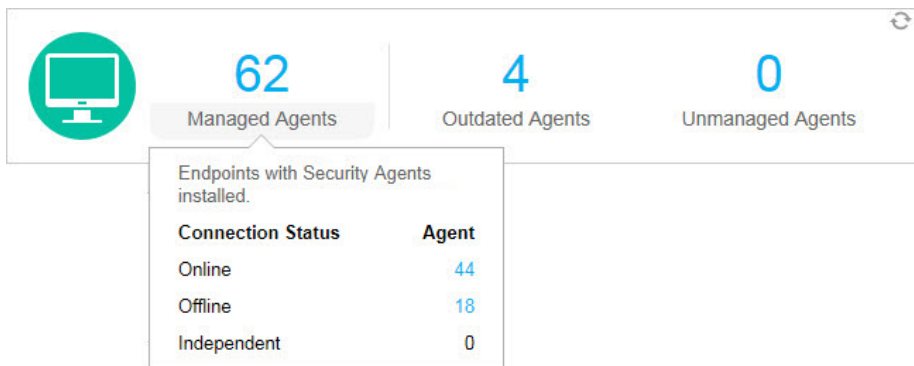 62
Managed Agents
4
Outdated Agents
0
Unmanaged Agents
Endpoints with Security Agents
installed.
Connection Status Agent
Online 44
Offline 18
Independent 0